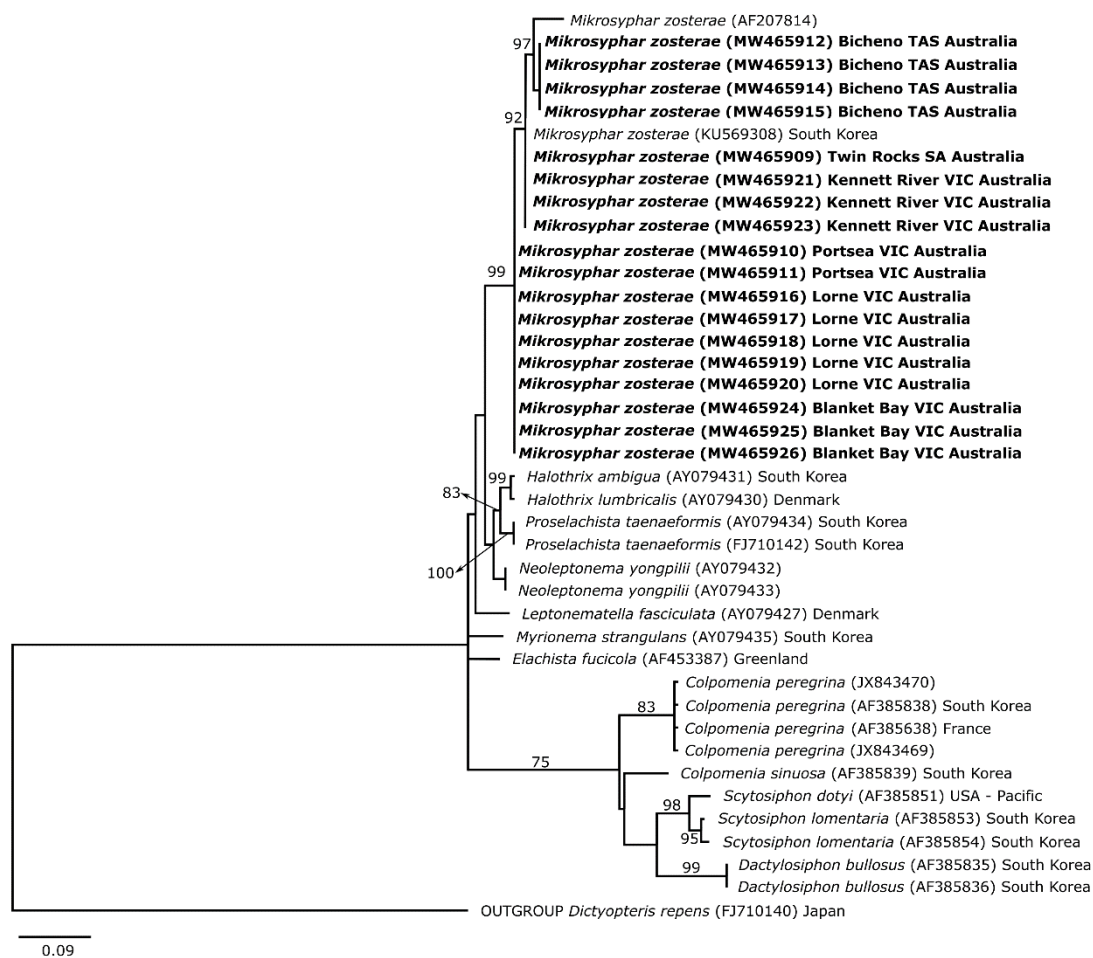 Mikrosyphar zosterae (AF207814)
97
Mikrosyphar zosterae (MW465912) Bicheno TAS Australia
Mikrosyphar zosterae (MW465913) Bicheno TAS Australia
Mikrosyphar zosterae (MW465914) Bicheno TAS Australia
Mikrosyphar zosterae (MW465915) Bicheno TAS Australia
92
Mikrosyphar zosterae (KU569308) South Korea
Mikrosyphar zosterae (MW465909) Twin Rocks SA Australia
Mikrosyphar zosterae (MW465921) Kennett River VIC Australia
Mikrosyphar zosterae (MW465922) Kennett River VIC Australia
Mikrosyphar zosterae (MW465923) Kennett River VIC Australia
Mikrosyphar zosterae (MW465910) Portsea VIC Australia
99
Mikrosyphar zosterae (MW465911) Portsea VIC Australia
Mikrosyphar zosterae (MW465916) Lorne VIC Australia
Mikrosyphar zosterae (MW465917) Lorne VIC Australia
Mikrosyphar zosterae (MW465918) Lorne VIC Australia
Mikrosyphar zosterae (MW465919) Lorne VIC Australia
Mikrosyphar zosterae (MW465920) Lorne VIC Australia
Mikrosyphar zosterae (MW465924) Blanket Bay VIC Australia
Mikrosyphar zosterae (MW465925) Blanket Bay VIC Australia
Mikrosyphar zosterae (MW465926) Blanket Bay VIC Australia
99
Halothrix ambigua (AY079431) South Korea
83
Halothrix lumbricalis (AY079430) Denmark
Proselachista taenaeformis (AY079434) South Korea
Proselachista taenaeformis (FJ710142) South Korea
100
Neoleptonema yongpilii (AY079432)
Neoleptonema yongpilii (AY079433)
Leptonematella fasciculata (AY079427) Denmark
Myrionema strangulans (AY079435) South Korea
Elachista fucicola (AF453387) Greenland
Colpomenia peregrina (JX843470)
83
Colpomenia peregrina (AF385838) South Korea
Colpomenia peregrina (AF385638) France
Colpomenia peregrina (JX843469)
75
Colpomenia sinuosa (AF385839) South Korea
Scytosiphon dotyi (AF385851) USA - Pacific
98
Scytosiphon lomentaria (AF385853) South Korea
95
Scytosiphon lomentaria (AF385854) South Korea
99
Dactylosiphon bullosus (AF385835) South Korea
Dactylosiphon bullosus (AF385836) South Korea
OUTGROUP Dictyopteris repens (FJ710140) Japan
0.09